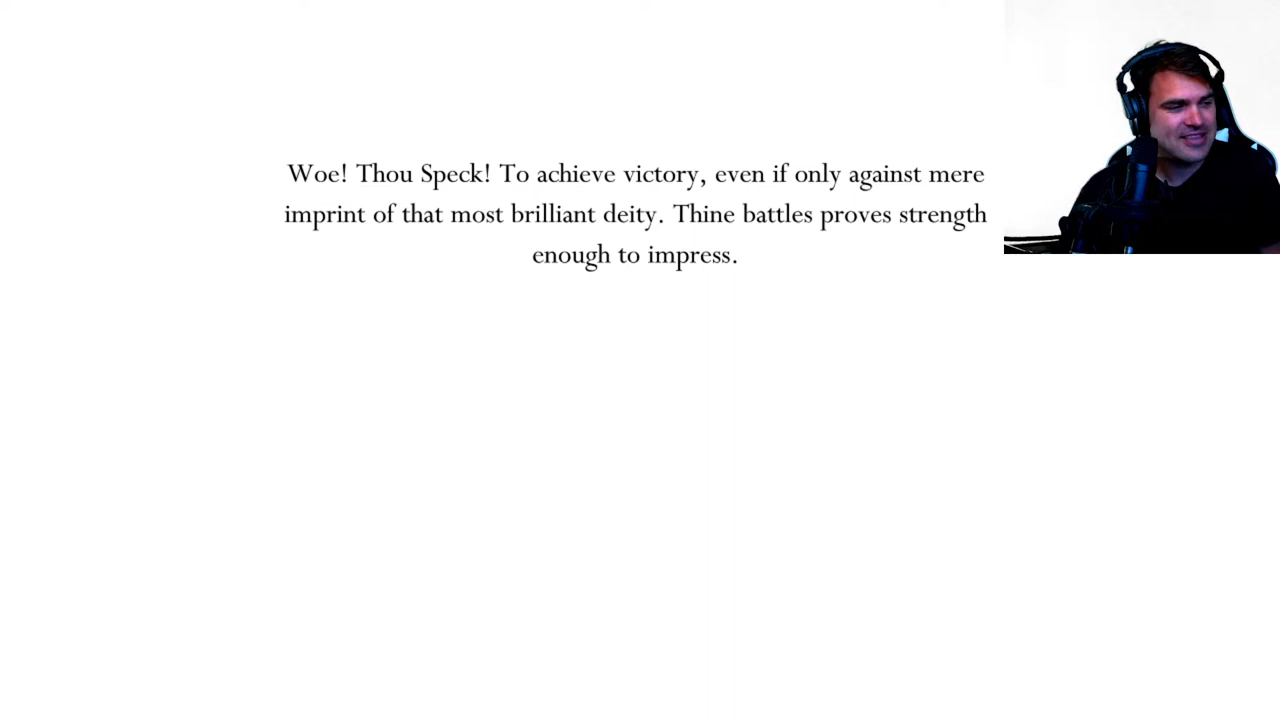 Woe! Thou Speck! To achieve victory, even if only against mere
imprint of that most brilliant deity. Thine battles proves strength
enough to impress.